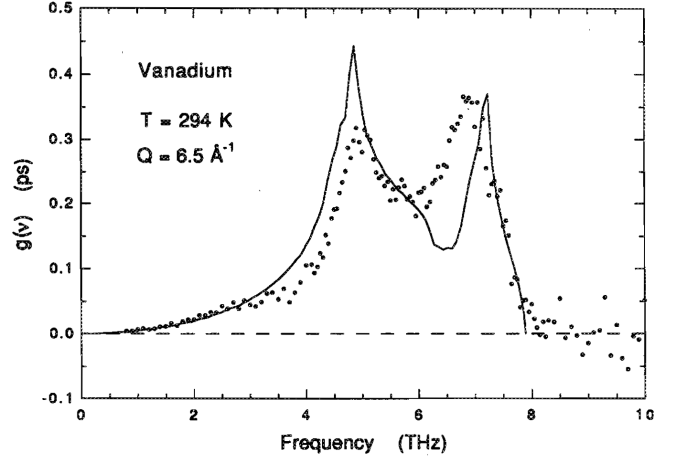 0.5
0.4
0.3
0.2
0.1
0.0
-0.1
g(ν) (ps)
Vanadium
T = 294 K
Q = 6.5 Å⁻¹
0 2 4 6 8 10
Frequency (THz)